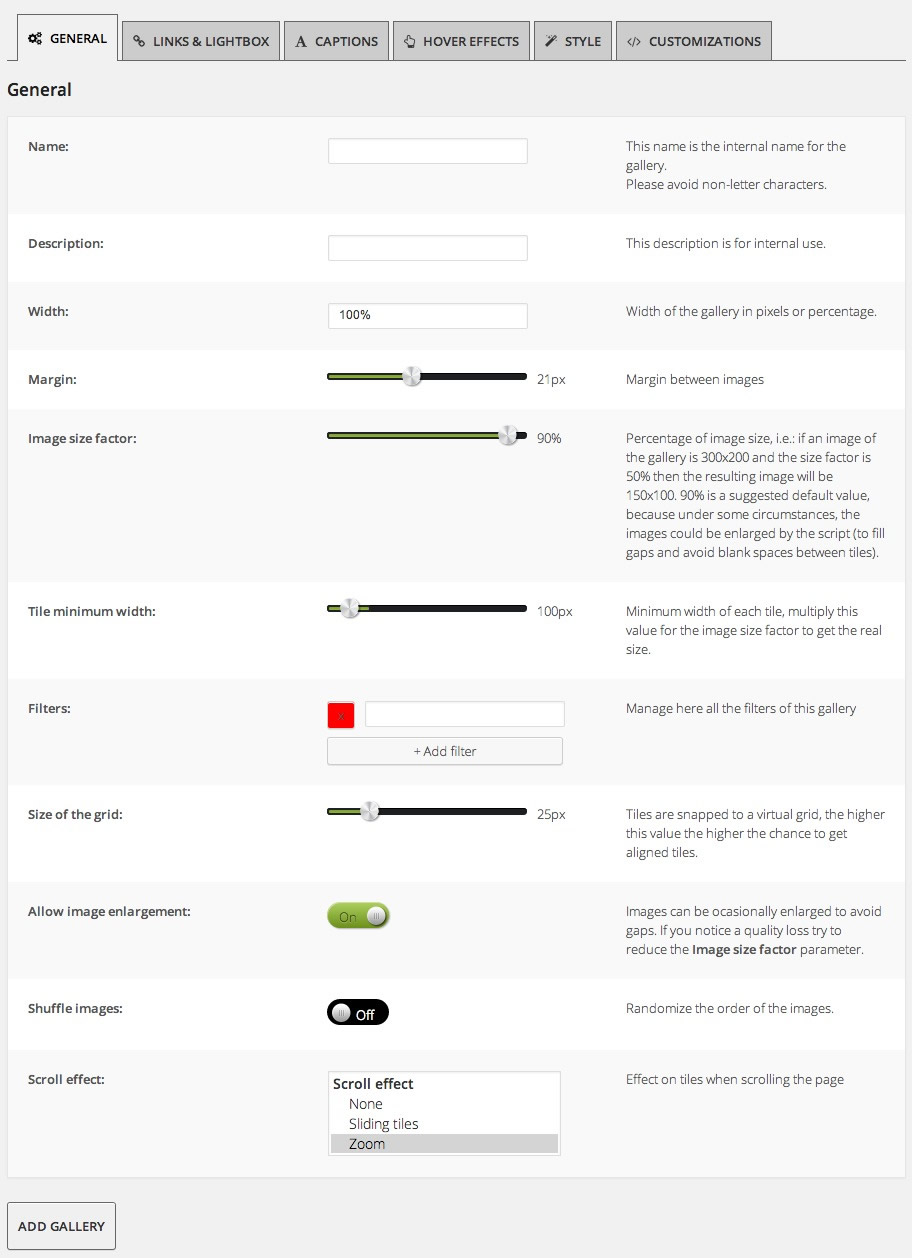 GENERAL
LINKS & LIGHTBOX
CAPTIONS
HOVER EFFECTS
STYLE
CUSTOMIZATIONS
General
Name:
This name is the internal name for the
gallery.
Please avoid non-letter characters.
Description:
This description is for internal use.
Width:
100%
Width of the gallery in pixels or percentage.
Margin:
21px
Margin between images
Image size factor:
90%
Percentage of image size, i.e.: if an image of
the gallery is 300x200 and the size factor is
50% then the resulting image will be
150x100. 90% is a suggested default value,
because under some circumstances, the
images could be enlarged by the script (to fill
gaps and avoid blank spaces between tiles).
Tile minimum width:
100px
Minimum width of each tile, multiply this
value for the image size factor to get the real
size.
Filters:
x
Manage here all the filters of this gallery
+ Add filter
Size of the grid:
25px
Tiles are snapped to a virtual grid, the higher
this value the higher the chance to get
aligned tiles.
Allow image enlargement:
On
Images can be ocasionally enlarged to avoid
gaps. If you notice a quality loss try to
reduce the Image size factor parameter.
Shuffle images:
Off
Randomize the order of the images.
Scroll effect:
Scroll effect
None
Sliding tiles
Zoom
Effect on tiles when scrolling the page
ADD GALLERY